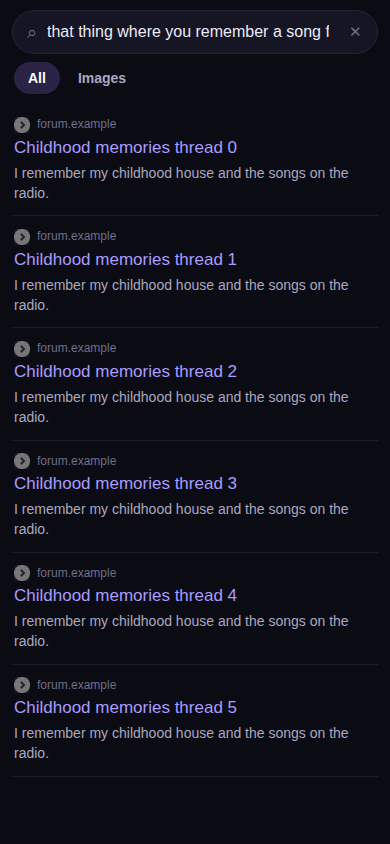 that thing where you remember a song f
All Images
forum.example
Childhood memories thread 0
I remember my childhood house and the songs on the
radio.
forum.example
Childhood memories thread 1
I remember my childhood house and the songs on the
radio.
forum.example
Childhood memories thread 2
I remember my childhood house and the songs on the
radio.
forum.example
Childhood memories thread 3
I remember my childhood house and the songs on the
radio.
forum.example
Childhood memories thread 4
I remember my childhood house and the songs on the
radio.
forum.example
Childhood memories thread 5
I remember my childhood house and the songs on the
radio.